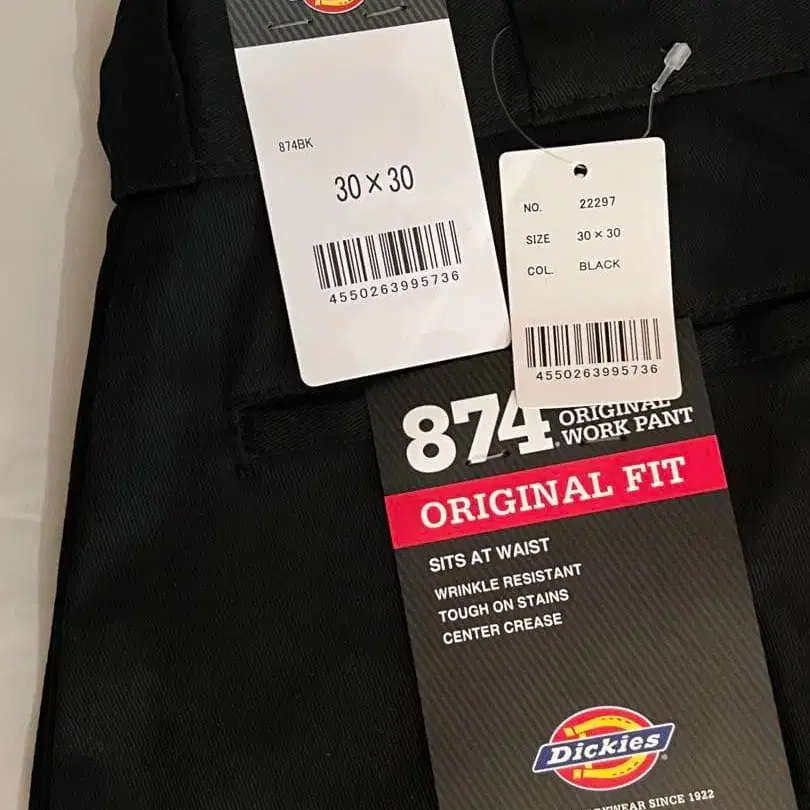 874BK
30 × 30
4550263995736
NO. 22297
SIZE 30 × 30
COL. BLACK
4550263995736
874
ORIGINAL
WORK PANT
ORIGINAL FIT
SITS AT WAIST
WRINKLE RESISTANT
TOUGH ON STAINS
CENTER CREASE
Dickies
SINCE 1922